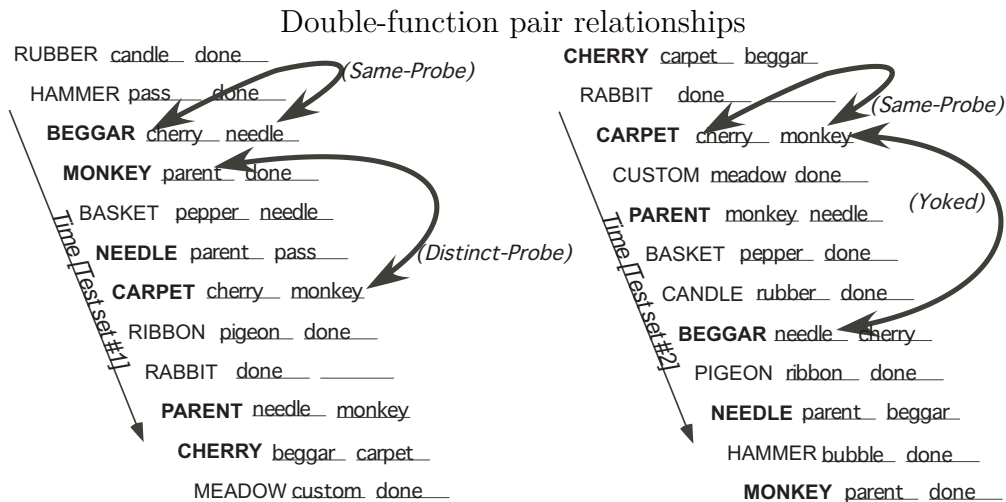 Double-function pair relationships
RUBBER candle done
HAMMER pass done
(Same-Probe)
BEGGAR cherry needle
MONKEY parent done
BASKET pepper needle
NEEDLE parent pass
(Distinct-Probe)
CARPET cherry monkey
RIBBON pigeon done
RABBIT done
PARENT needle monkey
CHERRY beggar carpet
MEADOW custom done
Time [Test set #1]
CHERRY carpet beggar
RABBIT done
(Same-Probe)
CARPET cherry monkey
CUSTOM meadow done
(Yoked)
PARENT monkey needle
BASKET pepper done
CANDLE rubber done
BEGGAR needle cherry
PIGEON ribbon done
NEEDLE parent beggar
HAMMER bubble done
MONKEY parent done
Time [Test set #2]